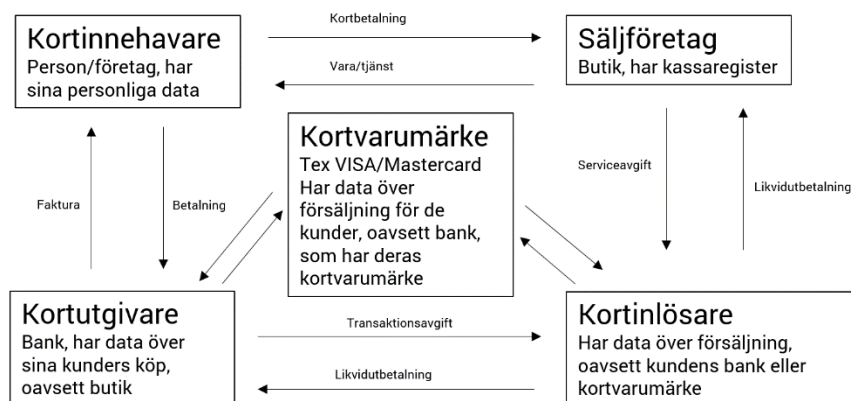 Kortinnehavare
Person/företag, har
sina personliga data
Kortbetalning
Vara/tjänst
Säljföretag
Butik, har kassaregister
Kortvarumärke
Tex VISA/Mastercard
Har data över
försäljning för de
kunder, oavsett bank,
som har deras
kortvarumärke
Faktura
Betalning
Serviceavgift
Likvidutbetalning
Kortutgivare
Bank, har data över
sina kunders köp,
oavsett butik
Transaktionsavgift
Likvidutbetalning
Kortinlösare
Har data över försäljning,
oavsett kundens bank eller
kortvarumärke